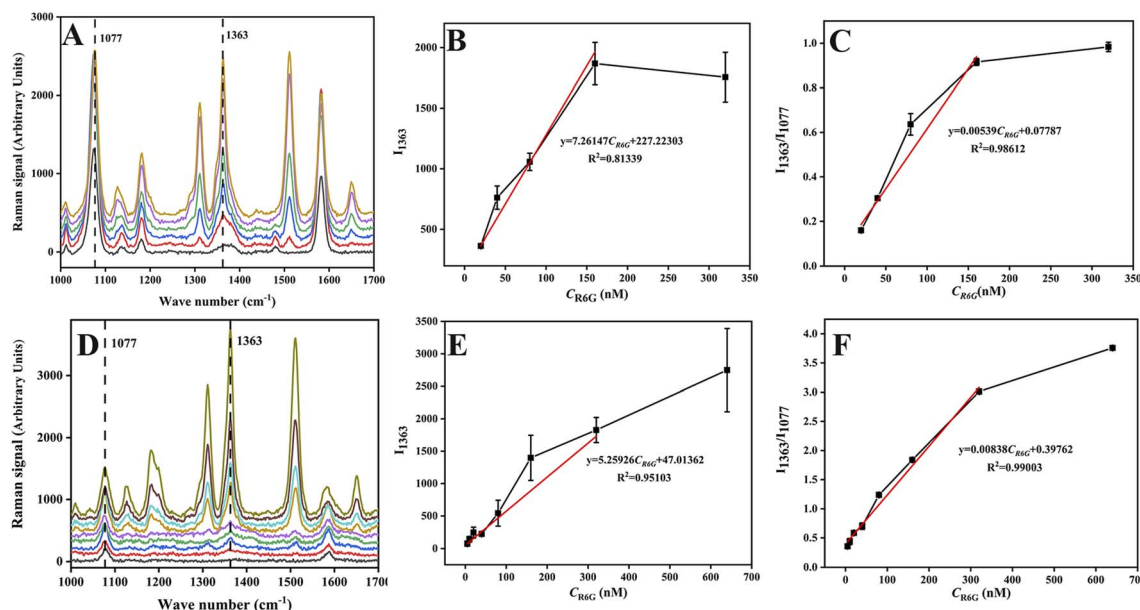 A
1077
1363
3000
2000
1000
0
Raman signal (Arbitrary Units)
1000 1100 1200 1300 1400 1500 1600 1700
Wave number (cm-1)
B
2000
1500
1000
500
I1363
y=7.26147CR6G+227.22303
R2=0.81339
0 50 100 150 200 250 300 350
CR6G (nM)
C
1.0
0.8
0.6
0.4
0.2
0.0
I1363/I1077
y=0.00539CR6G+0.07787
R2=0.98612
0 50 100 150 200 250 300 350
CR6G(nM)
D
1077
1363
3000
2000
1000
0
Raman signal (Arbitrary Units)
1000 1100 1200 1300 1400 1500 1600 1700
Wave number (cm-1)
E
3500
3000
2500
2000
1500
1000
500
0
I1363
y=5.25926CR6G+47.01362
R2=0.95103
0 100 200 300 400 500 600 700
CR6G (nM)
F
4.0
3.5
3.0
2.5
2.0
1.5
1.0
0.5
0.0
I1363/I1077
y=0.00838CR6G+0.39762
R2=0.99003
0 100 200 300 400 500 600 700
CR6G (nM)